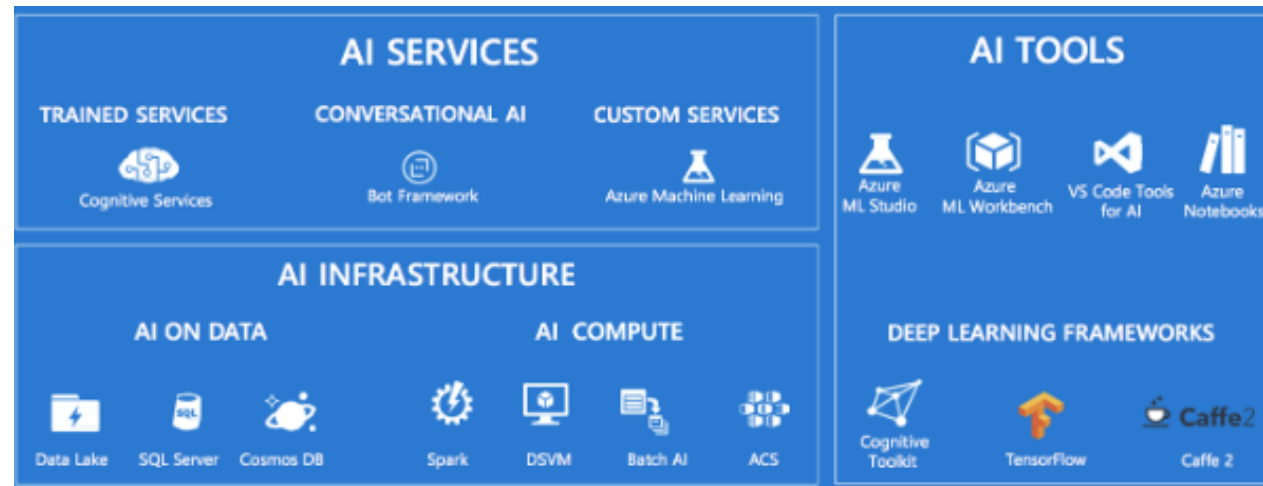 AI SERVICES
TRAINED SERVICES
CONVERSATIONAL AI
CUSTOM SERVICES
Cognitive Services
Bot Framework
Azure Machine Learning
AI INFRASTRUCTURE
AI ON DATA
AI COMPUTE
SQL
Data Lake
SQL Server
Cosmos DB
Spark
DSVM
Batch AI
ACS
AI TOOLS
Azure
ML Studio
Azure
ML Workbench
VS Code Tools
for AI
Azure
Notebooks
DEEP LEARNING FRAMEWORKS
Cognitive
Toolkit
TensorFlow
Caffe2
Caffe 2